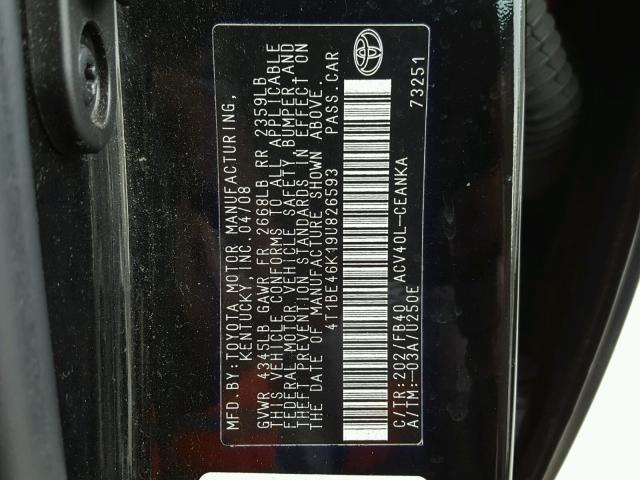 MFD. BY: TOYOTA MOTOR MANUFACTURING,
KENTUCKY, INC. 04/08
GVWR 4345LB GAWR FR 2668LB RR 2359LB
THIS VEHICLE CONFORMS TO ALL APPLICABLE
FEDERAL MOTOR VEHICLE SAFETY, BUMPER, AND
THEFT PREVENTION STANDARDS IN EFFECT ON
THE DATE OF MANUFACTURE SHOWN ABOVE.
4T1BE46K19U826593 PASS. CAR
C/TR: 202/FB40 ACV40L-CEANKA
A/TM: -03A/U250E 73251